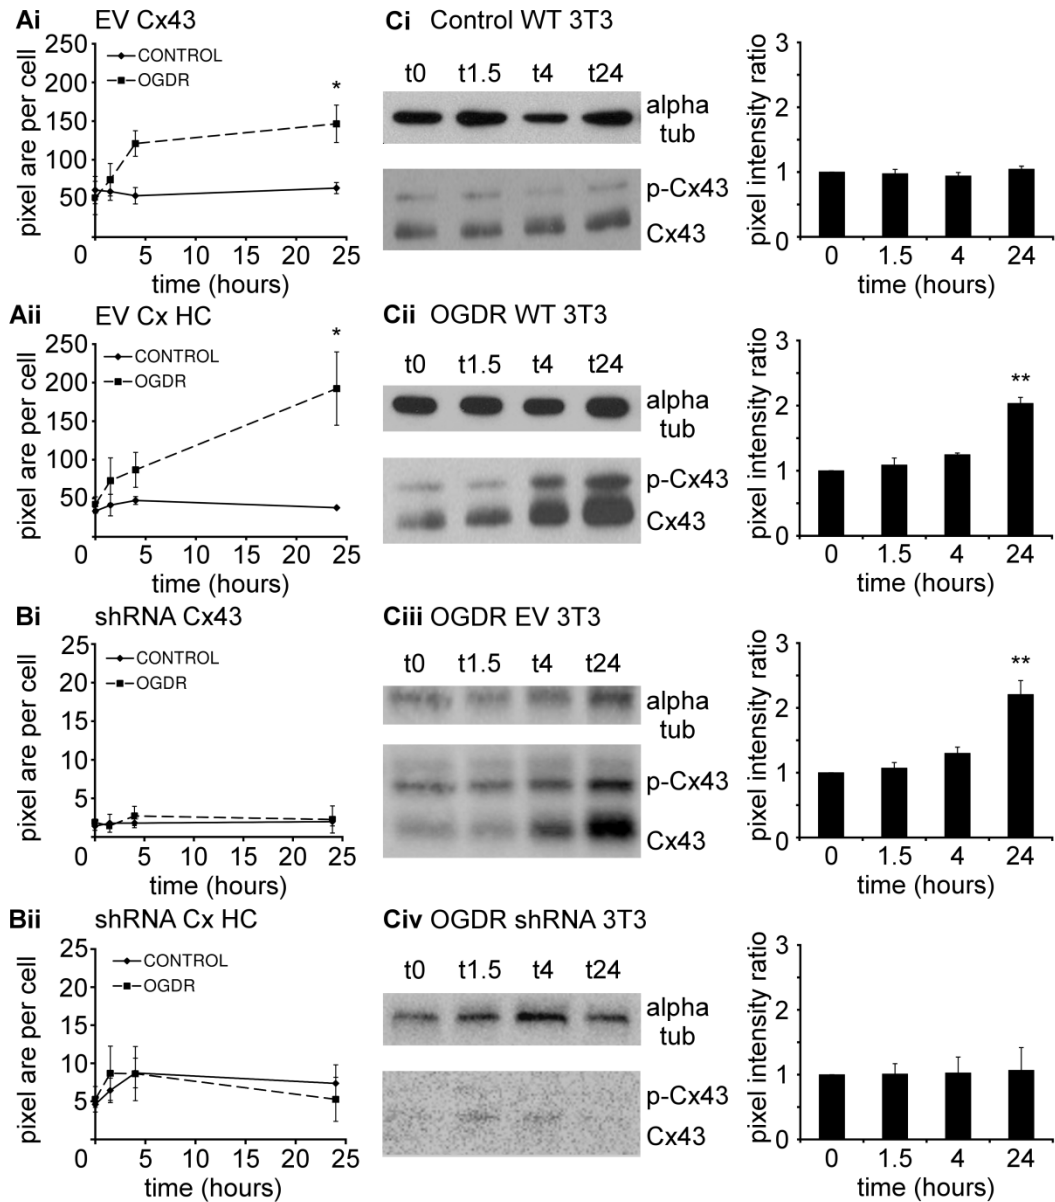 Ai EV Cx43
pixel are per cell
250
200
150
100
50
0 5 10 15 20 25
time (hours)
CONTROL
OGDR
*
Ci Control WT 3T3
t0 t1.5 t4 t24
alpha
tub
p-Cx43
Cx43
pixel intensity ratio
3
2
1
0
0 1.5 4 24
time (hours)
Aii EV Cx HC
pixel are per cell
250
200
150
100
50
0 5 10 15 20 25
time (hours)
CONTROL
OGDR
*
Cii OGDR WT 3T3
t0 t1.5 t4 t24
alpha
tub
p-Cx43
Cx43
pixel intensity ratio
3
2
1
0
0 1.5 4 24
time (hours)
**
Bi shRNA Cx43
pixel are per cell
25
20
15
10
5
0 5 10 15 20 25
time (hours)
CONTROL
OGDR
Ciii OGDR EV 3T3
t0 t1.5 t4 t24
alpha
tub
p-Cx43
Cx43
pixel intensity ratio
3
2
1
0
0 1.5 4 24
time (hours)
**
Bii shRNA Cx HC
pixel are per cell
25
20
15
10
5
0 5 10 15 20 25
time (hours)
CONTROL
OGDR
Civ OGDR shRNA 3T3
t0 t1.5 t4 t24
alpha
tub
p-Cx43
Cx43
pixel intensity ratio
3
2
1
0
0 1.5 4 24
time (hours)